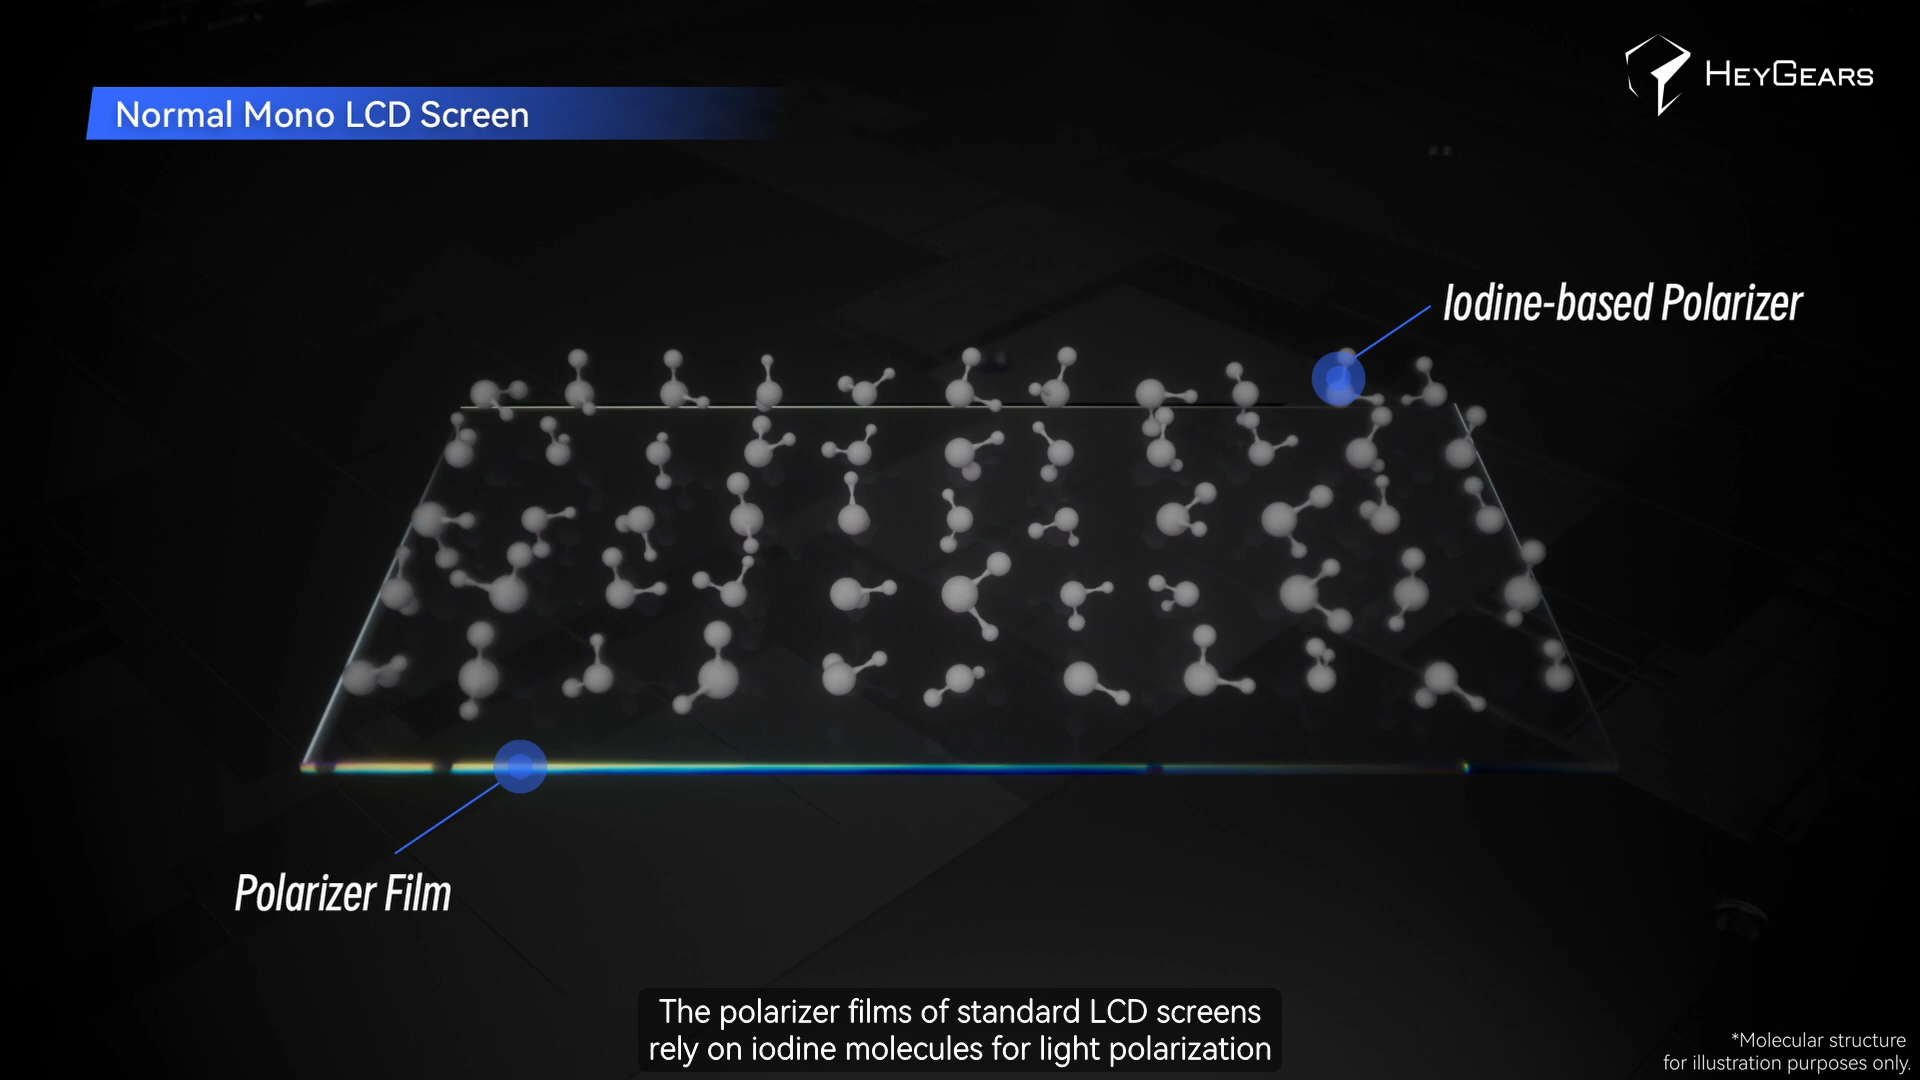 HEYGEARS
Normal Mono LCD Screen
Iodine-based Polarizer
Polarizer Film
The polarizer films of standard LCD screens
rely on iodine molecules for light polarization
*Molecular structure
for illustration purposes only.